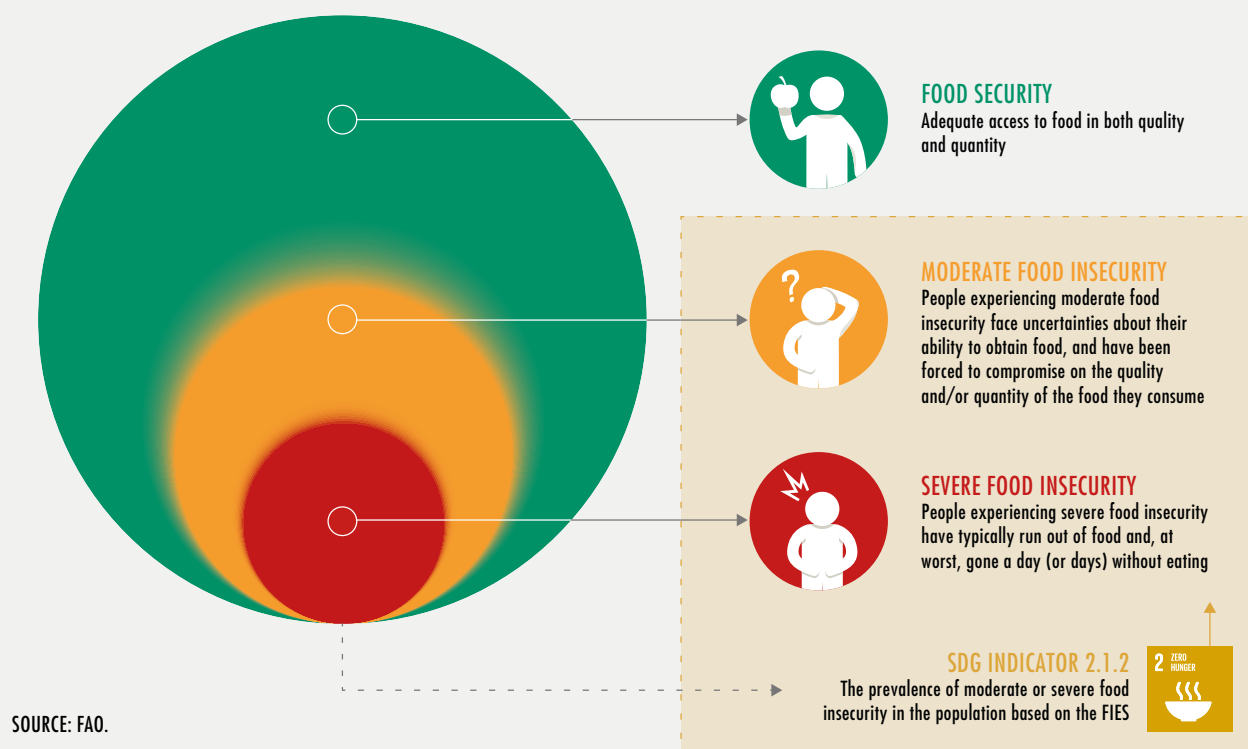 FOOD SECURITY
Adequate access to food in both quality
and quantity
?
MODERATE FOOD INSECURITY
People experiencing moderate food
insecurity face uncertainties about their
ability to obtain food, and have been
forced to compromise on the quality
and/or quantity of the food they consume
SEVERE FOOD INSECURITY
People experiencing severe food insecurity
have typically run out of food and, at
worst, gone a day (or days) without eating
SDG INDICATOR 2.1.2
The prevalence of moderate or severe food
insecurity in the population based on the FIES
2 ZERO
HUNGER
SOURCE: FAO.